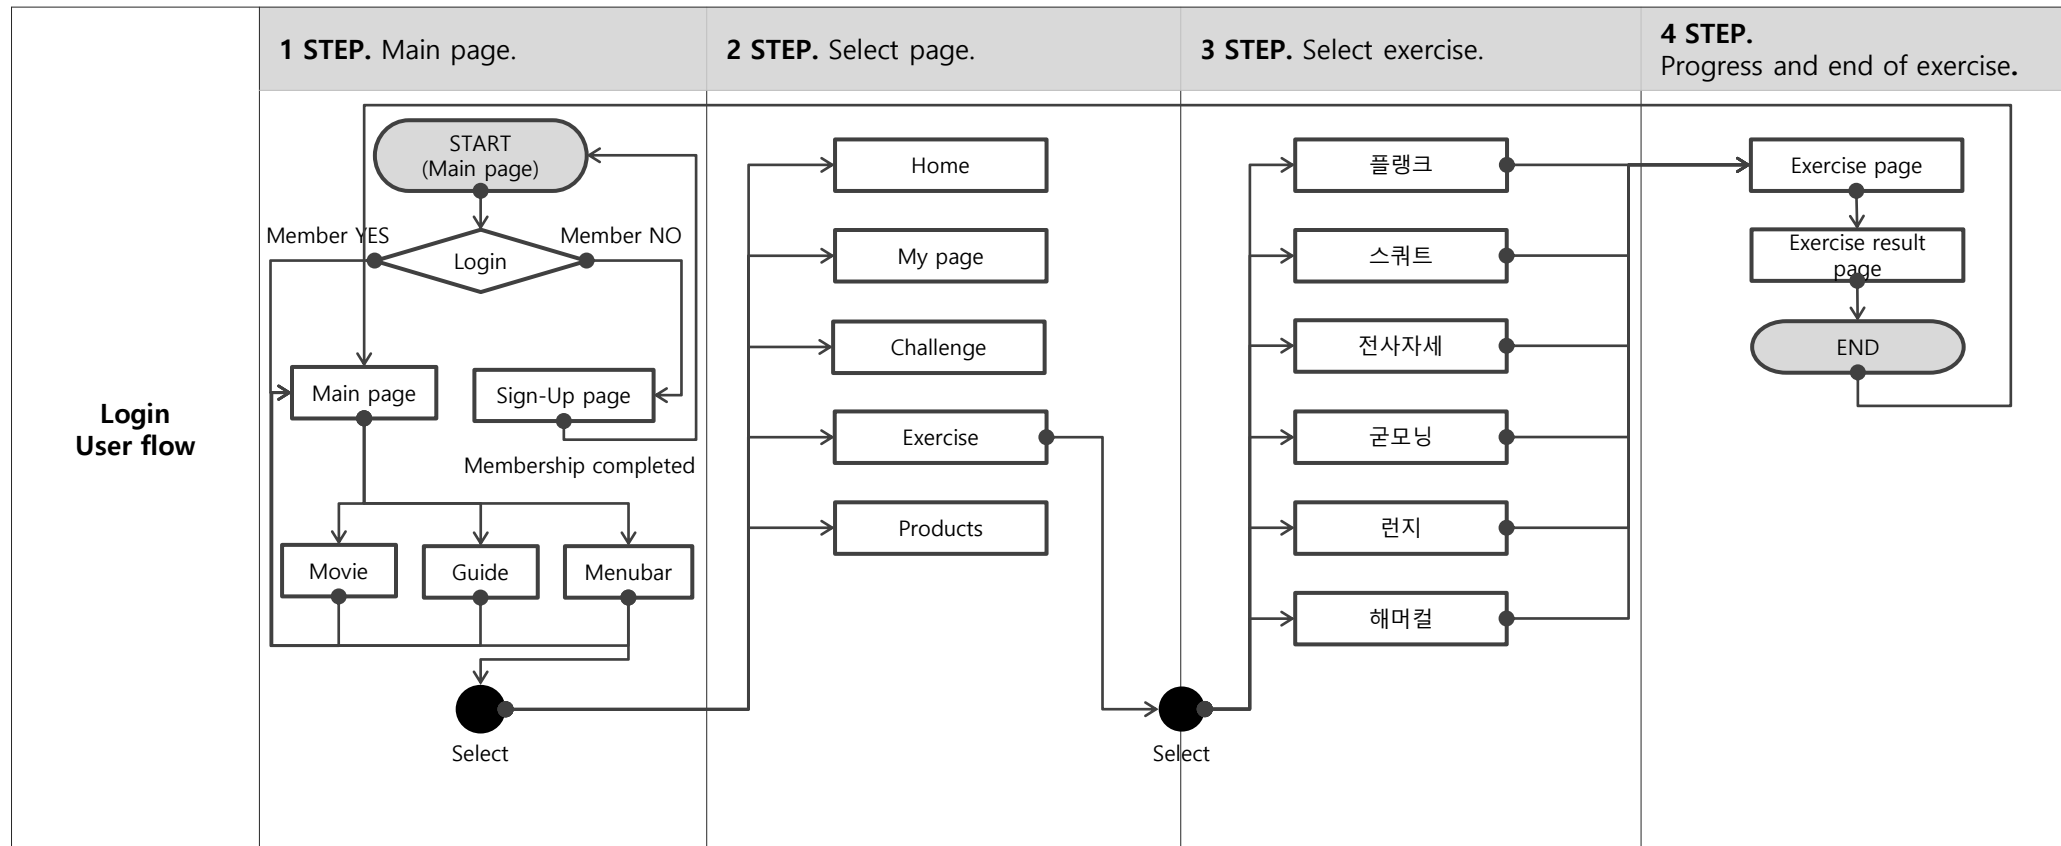 1 STEP. Main page.
2 STEP. Select page.
3 STEP. Select exercise.
4 STEP.
Progress and end of exercise.
Login
User flow
START
(Main page)
Member YES
Member NO
Login
Main page
Sign-Up page
Membership completed
Movie
Guide
Menubar
Select
Home
My page
Challenge
Exercise
Products
Select
플랭크
스쿼트
전사자세
굳모닝
런지
해머컬
Exercise page
Exercise result
page
END